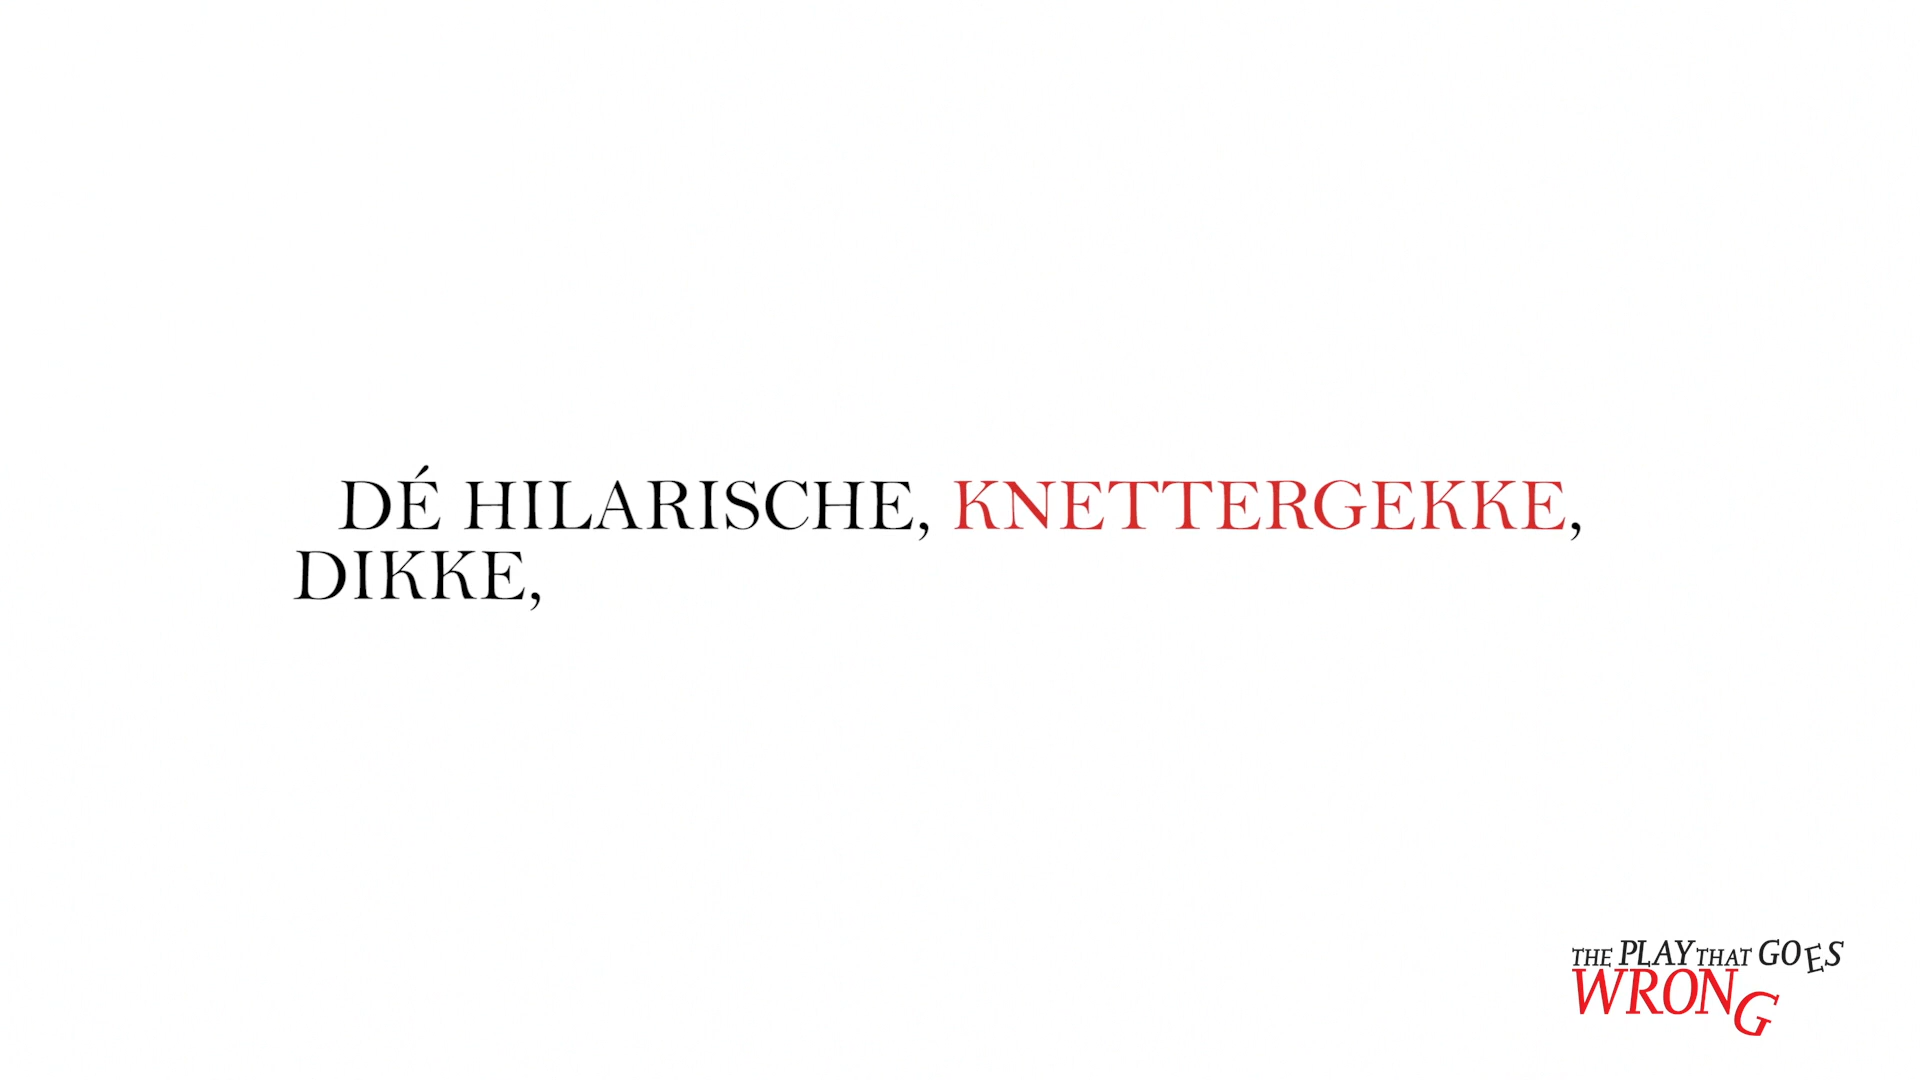 DÉ HILARISCHE, KNETTERGEKKE,
DIKKE,
THE PLAY THAT GOES
WRONG